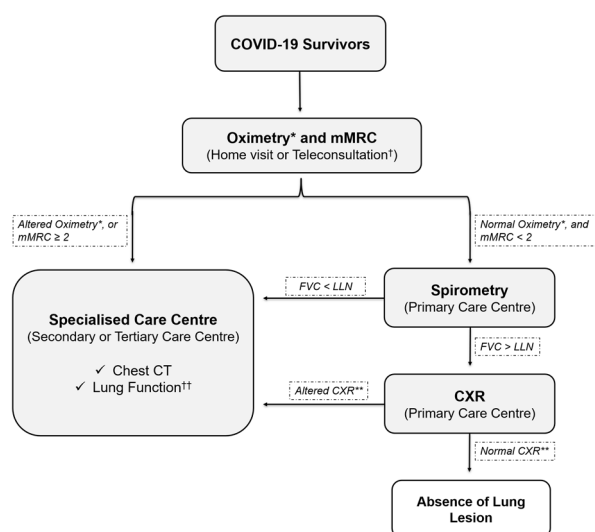 COVID-19 Survivors
Oximetry* and mMRC
(Home visit or Teleconsultation†)
Altered Oximetry*, or
mMRC ≥ 2
Normal Oximetry*, and
mMRC < 2
Specialised Care Centre
(Secondary or Tertiary Care Centre)
✓ Chest CT
✓ Lung Function††
FVC < LLN
Spirometry
(Primary Care Centre)
FVC > LLN
Altered CXR**
CXR
(Primary Care Centre)
Normal CXR**
Absence of Lung
Lesion